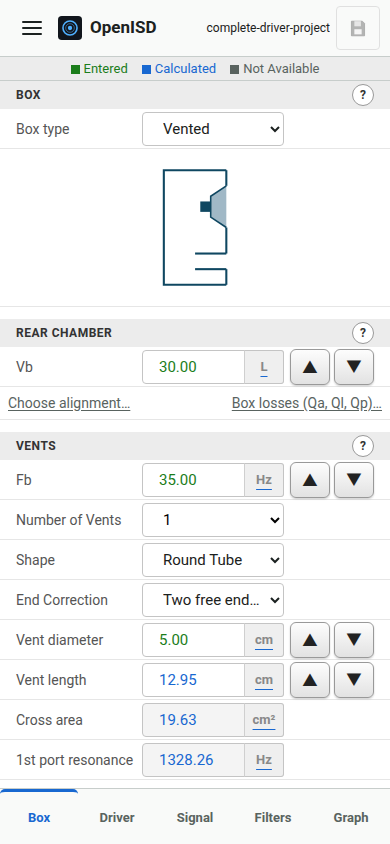 OpenISD complete-driver-project
Entered Calculated Not Available
BOX ?
Box type Vented
REAR CHAMBER ?
Vb 30.00 L ▲ ▼
Choose alignment... Box losses (Qa, Ql, Qp)...
VENTS ?
Fb 35.00 Hz ▲ ▼
Number of Vents 1
Shape Round Tube
End Correction Two free end...
Vent diameter 5.00 cm ▲ ▼
Vent length 12.95 cm ▲ ▼
Cross area 19.63 cm²
1st port resonance 1328.26 Hz
Box Driver Signal Filters Graph